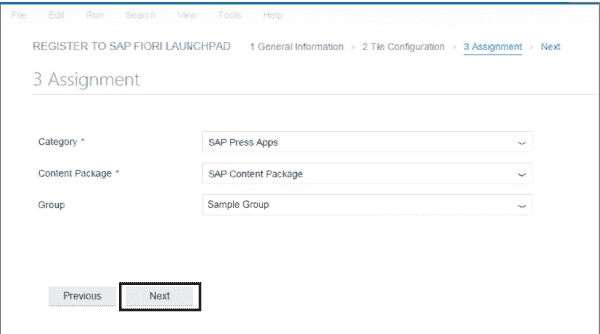 File Edit Run Search View Tools Help
REGISTER TO SAP FIORI LAUNCHPAD 1 General Information > 2 Tile Configuration > 3 Assignment > Next
3 Assignment
Category * SAP Press Apps
Content Package * SAP Content Package
Group Sample Group
Previous Next